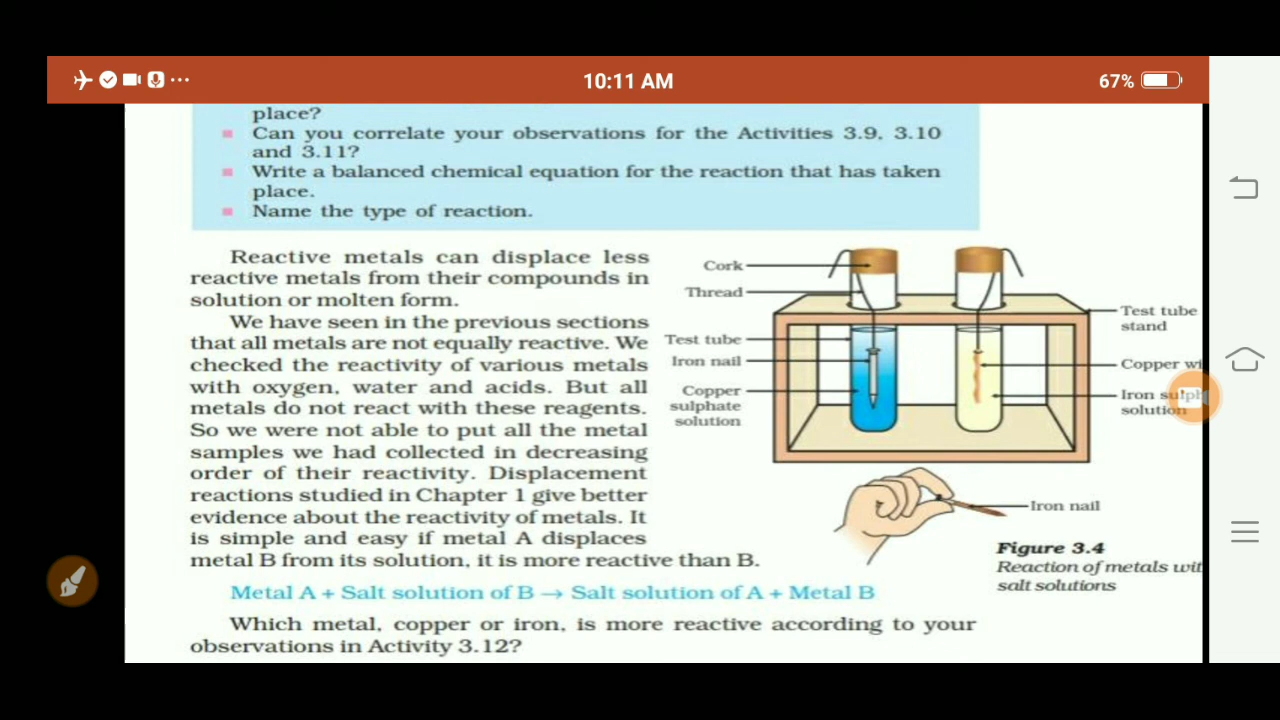 10:11 AM
67%
place?
Can you correlate your observations for the Activities 3.9, 3.10
and 3.11?
Write a balanced chemical equation for the reaction that has taken
place.
Name the type of reaction.
Reactive metals can displace less
reactive metals from their compounds in
solution or molten form.
We have seen in the previous sections
that all metals are not equally reactive. We
checked the reactivity of various metals
with oxygen, water and acids. But all
metals do not react with these reagents.
So we were not able to put all the metal
samples we had collected in decreasing
order of their reactivity. Displacement
reactions studied in Chapter 1 give better
evidence about the reactivity of metals. It
is simple and easy if metal A displaces
metal B from its solution, it is more reactive than B.
Metal A + Salt solution of B → Salt solution of A + Metal B
Which metal, copper or iron, is more reactive according to your
observations in Activity 3.12?
Cork
Thread
Test tube
Iron nail
Copper
sulphate
solution
Test tube
stand
Copper wi
Iron sulph
solution
Iron nail
Figure 3.4
Reaction of metals wit
salt solutions